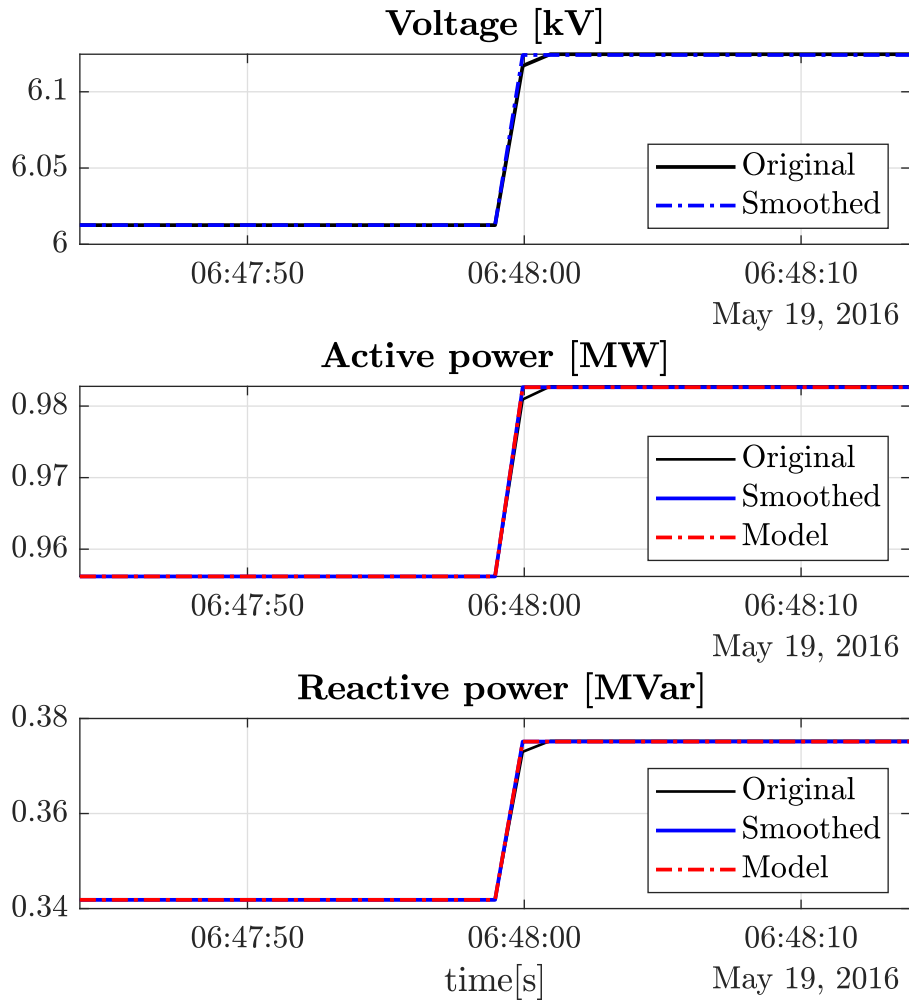 Voltage [kV]
6.1
6.05
6
Original
Smoothed
06:47:50 06:48:00 06:48:10
May 19, 2016
Active power [MW]
0.98
0.97
0.96
Original
Smoothed
Model
06:47:50 06:48:00 06:48:10
May 19, 2016
Reactive power [MVar]
0.38
0.36
0.34
Original
Smoothed
Model
06:47:50 06:48:00 06:48:10
time[s]
May 19, 2016